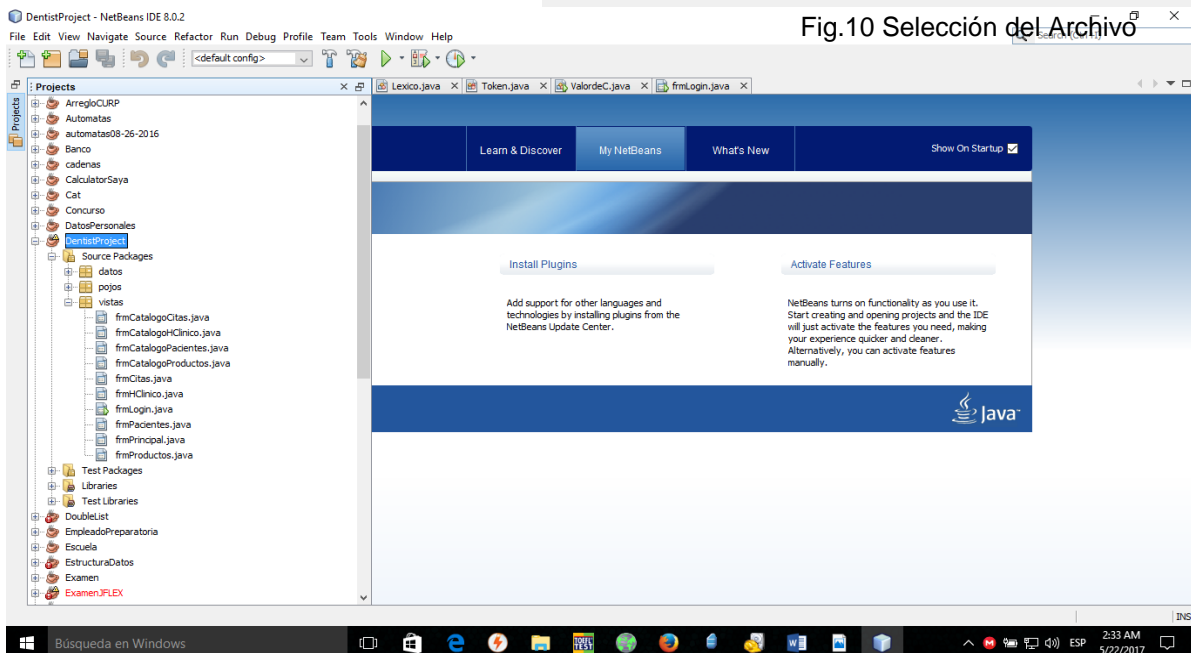 DentistProject - NetBeans IDE 8.0.2
Fig.10 Selección del Archivo
File Edit View Navigate Source Refactor Run Debug Profile Team Tools Window Help
<default config>
Projects
Lexico.java
Token.java
ValordeC.java
frmLogin.java
Projects
ArregloCURP
Automatas
automatas08-26-2016
Banco
cadenas
CalculatorSaya
Cat
Concurso
DatosPersonales
DentistProject
Source Packages
datos
pojos
vistas
frmCatalogoCitas.java
frmCatalogoHClinico.java
frmCatalogoPacientes.java
frmCatalogoProductos.java
frmCitas.java
frmHClinico.java
frmLogin.java
frmPacientes.java
frmPrincipal.java
frmProductos.java
Test Packages
Libraries
Test Libraries
DoubleList
EmpleadoPreparatoria
Escuela
EstructuraDatos
Examen
ExamenJFLEX
Learn & Discover
My NetBeans
What's New
Show On Startup
Install Plugins
Add support for other languages and
technologies by installing plugins from the
NetBeans Update Center.
Activate Features
NetBeans turns on functionality as you use it.
Start creating and opening projects and the IDE
will just activate the features you need, making
your experience quicker and cleaner.
Alternatively, you can activate features
manually.
Java
INS
Búsqueda en Windows
TOEFL
TEST
ESP
2:33 AM
5/22/2017